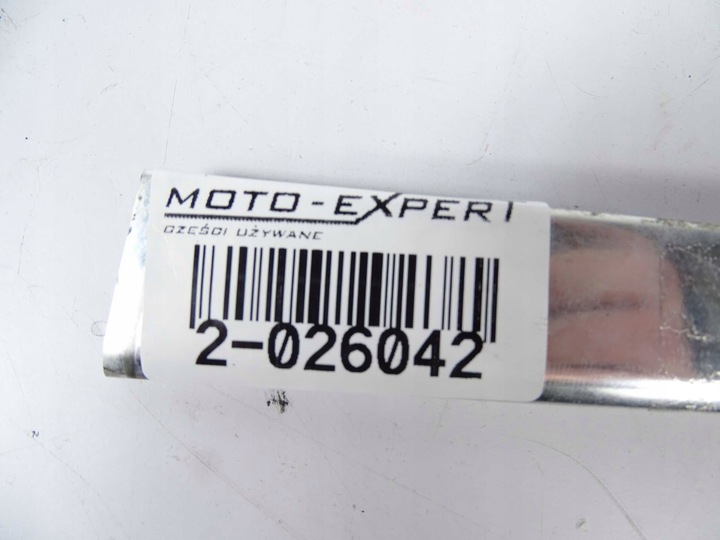 MOTO-EXPERT
CZĘŚCI UŻYWANE
2-026042